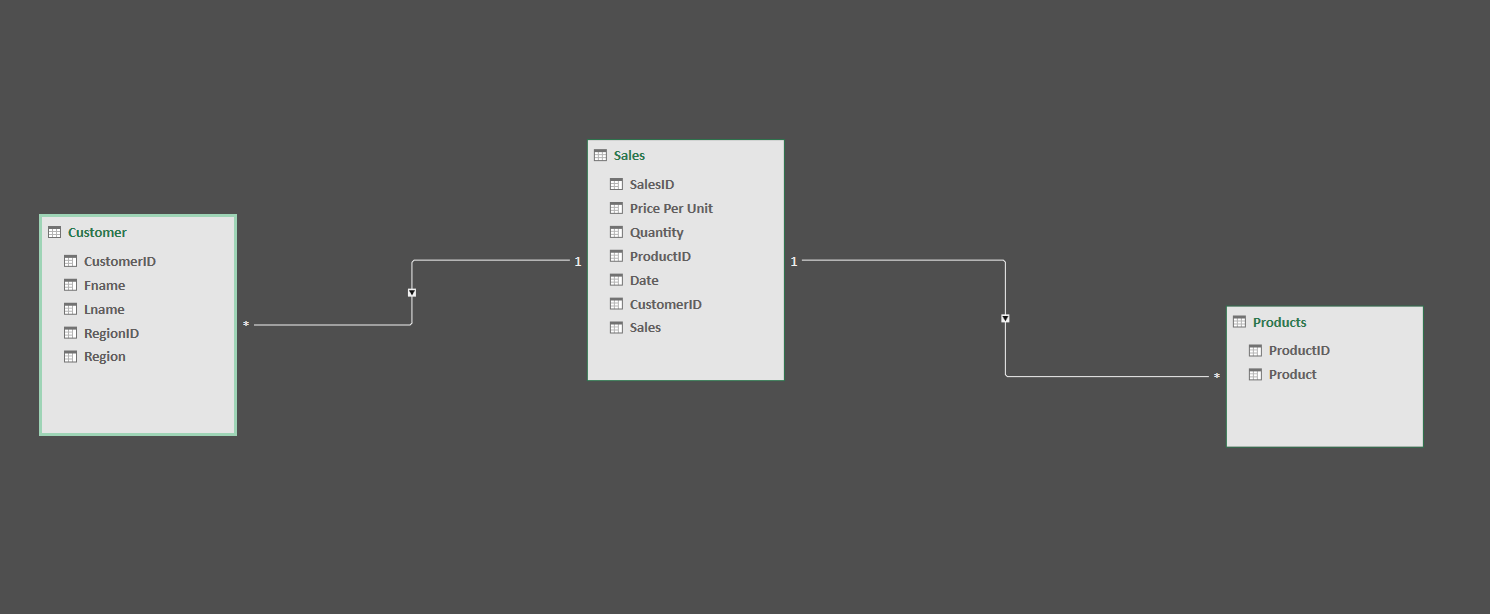 Customer
CustomerID
Fname
Lname
RegionID
Region
*
1
Sales
SalesID
Price Per Unit
Quantity
ProductID
Date
CustomerID
Sales
1
*
Products
ProductID
Product